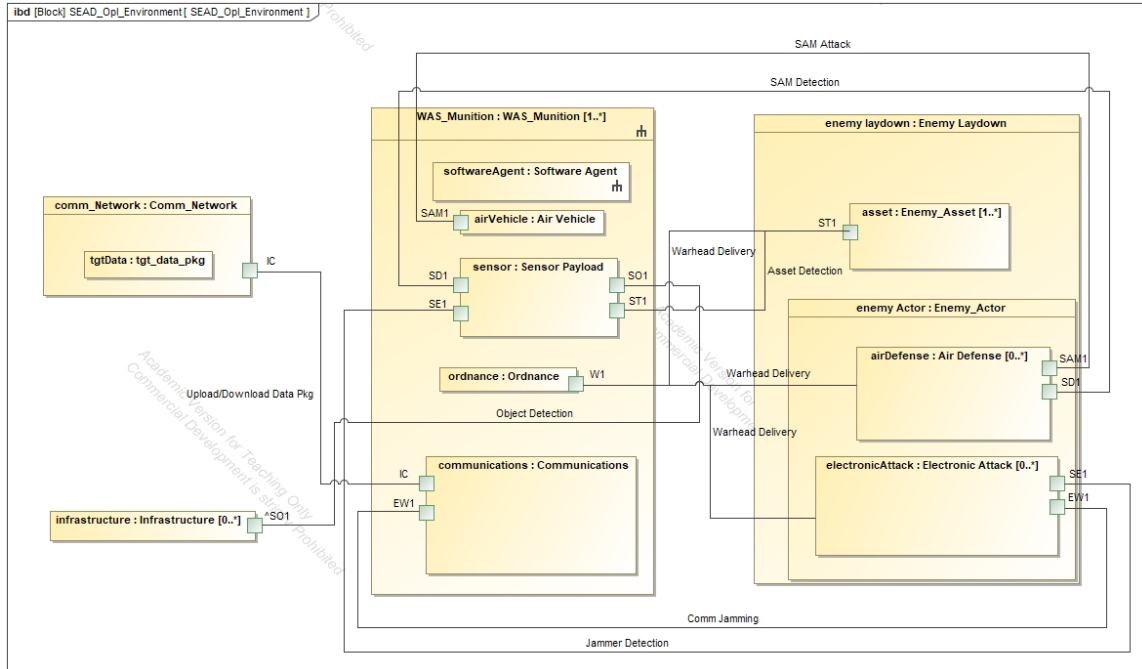 ibd [Block] SEAD_Opl_Environment[ SEAD_Opl_Environment ]
Prohibited
SAM Attack
SAM Detection
WAS_Munition : WAS_Munition [1..*]
enemy laydown : Enemy Laydown
softwareAgent : Software Agent
comm_Network : Comm_Network
SAM1
airVehicle : Air Vehicle
ST1
asset : Enemy_Asset [1..*]
tgtData : tgt_data_pkg
IC
Warhead Delivery
sensor : Sensor Payload
SD1
SO1
Asset Detection
SE1
ST1
enemy Actor : Enemy_Actor
Academic Version for Teaching Only
Commercial Development is strictly Prohibited
airDefense : Air Defense [0..*]
SAM1
ordnance : Ordnance
W1
Warhead Delivery
SD1
Upload/Download Data Pkg
Object Detection
Warhead Delivery
communications : Communications
electronicAttack : Electronic Attack [0..*]
IC
SE1
EW1
EW1
infrastructure : Infrastructure [0..*]
^SO1
Comm Jamming
Jammer Detection